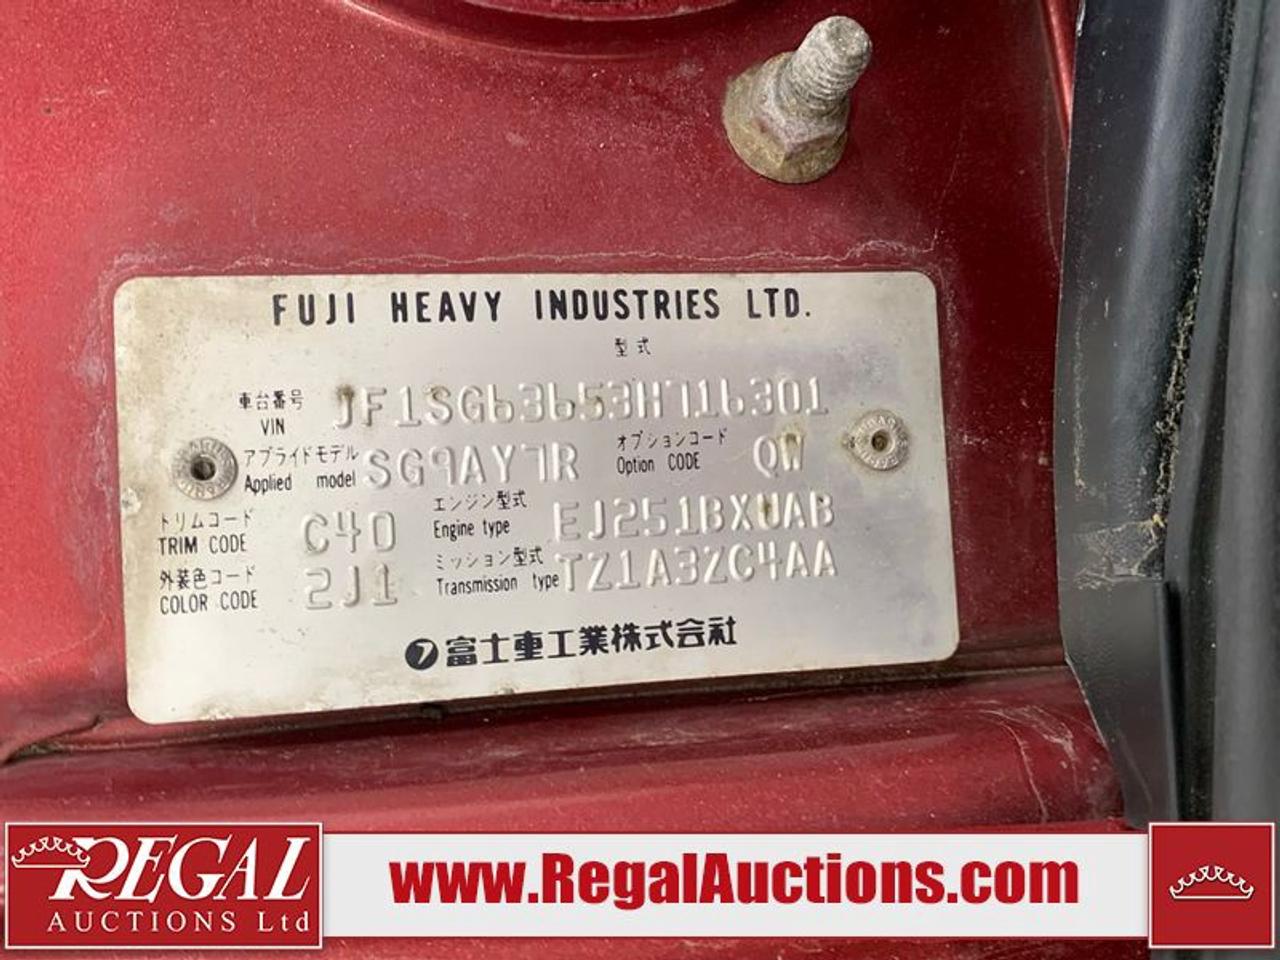 FUJI HEAVY INDUSTRIES LTD.
型式
車台番号 JF1SG63653H716301
VIN
アプライドモデル SG9AY7R オプションコード QW
Applied model Option CODE
トリムコード C40 エンジン型式 EJ251BXUAB
TRIM CODE Engine type
外装色コード 2J1 ミッション型式 TZ1A3ZC4AA
COLOR CODE Transmission type
フ富士重工業株式会社
REGAL
AUCTIONS Ltd
www.RegalAuctions.com